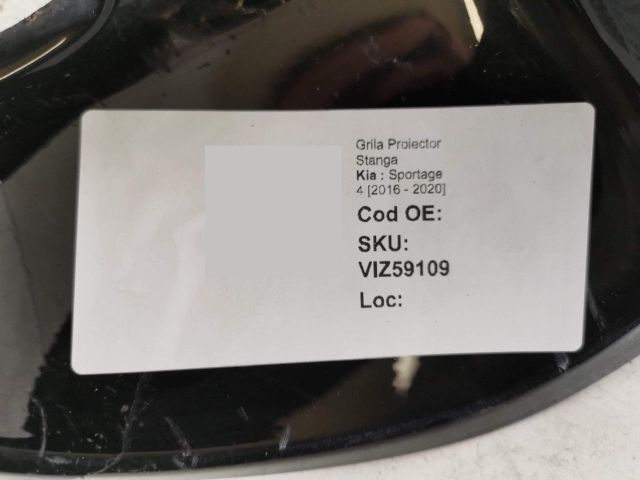 Grila Proiector
Stanga
Kia : Sportage
4 [2016 - 2020]
Cod OE:
SKU:
VIZ59109
Loc: